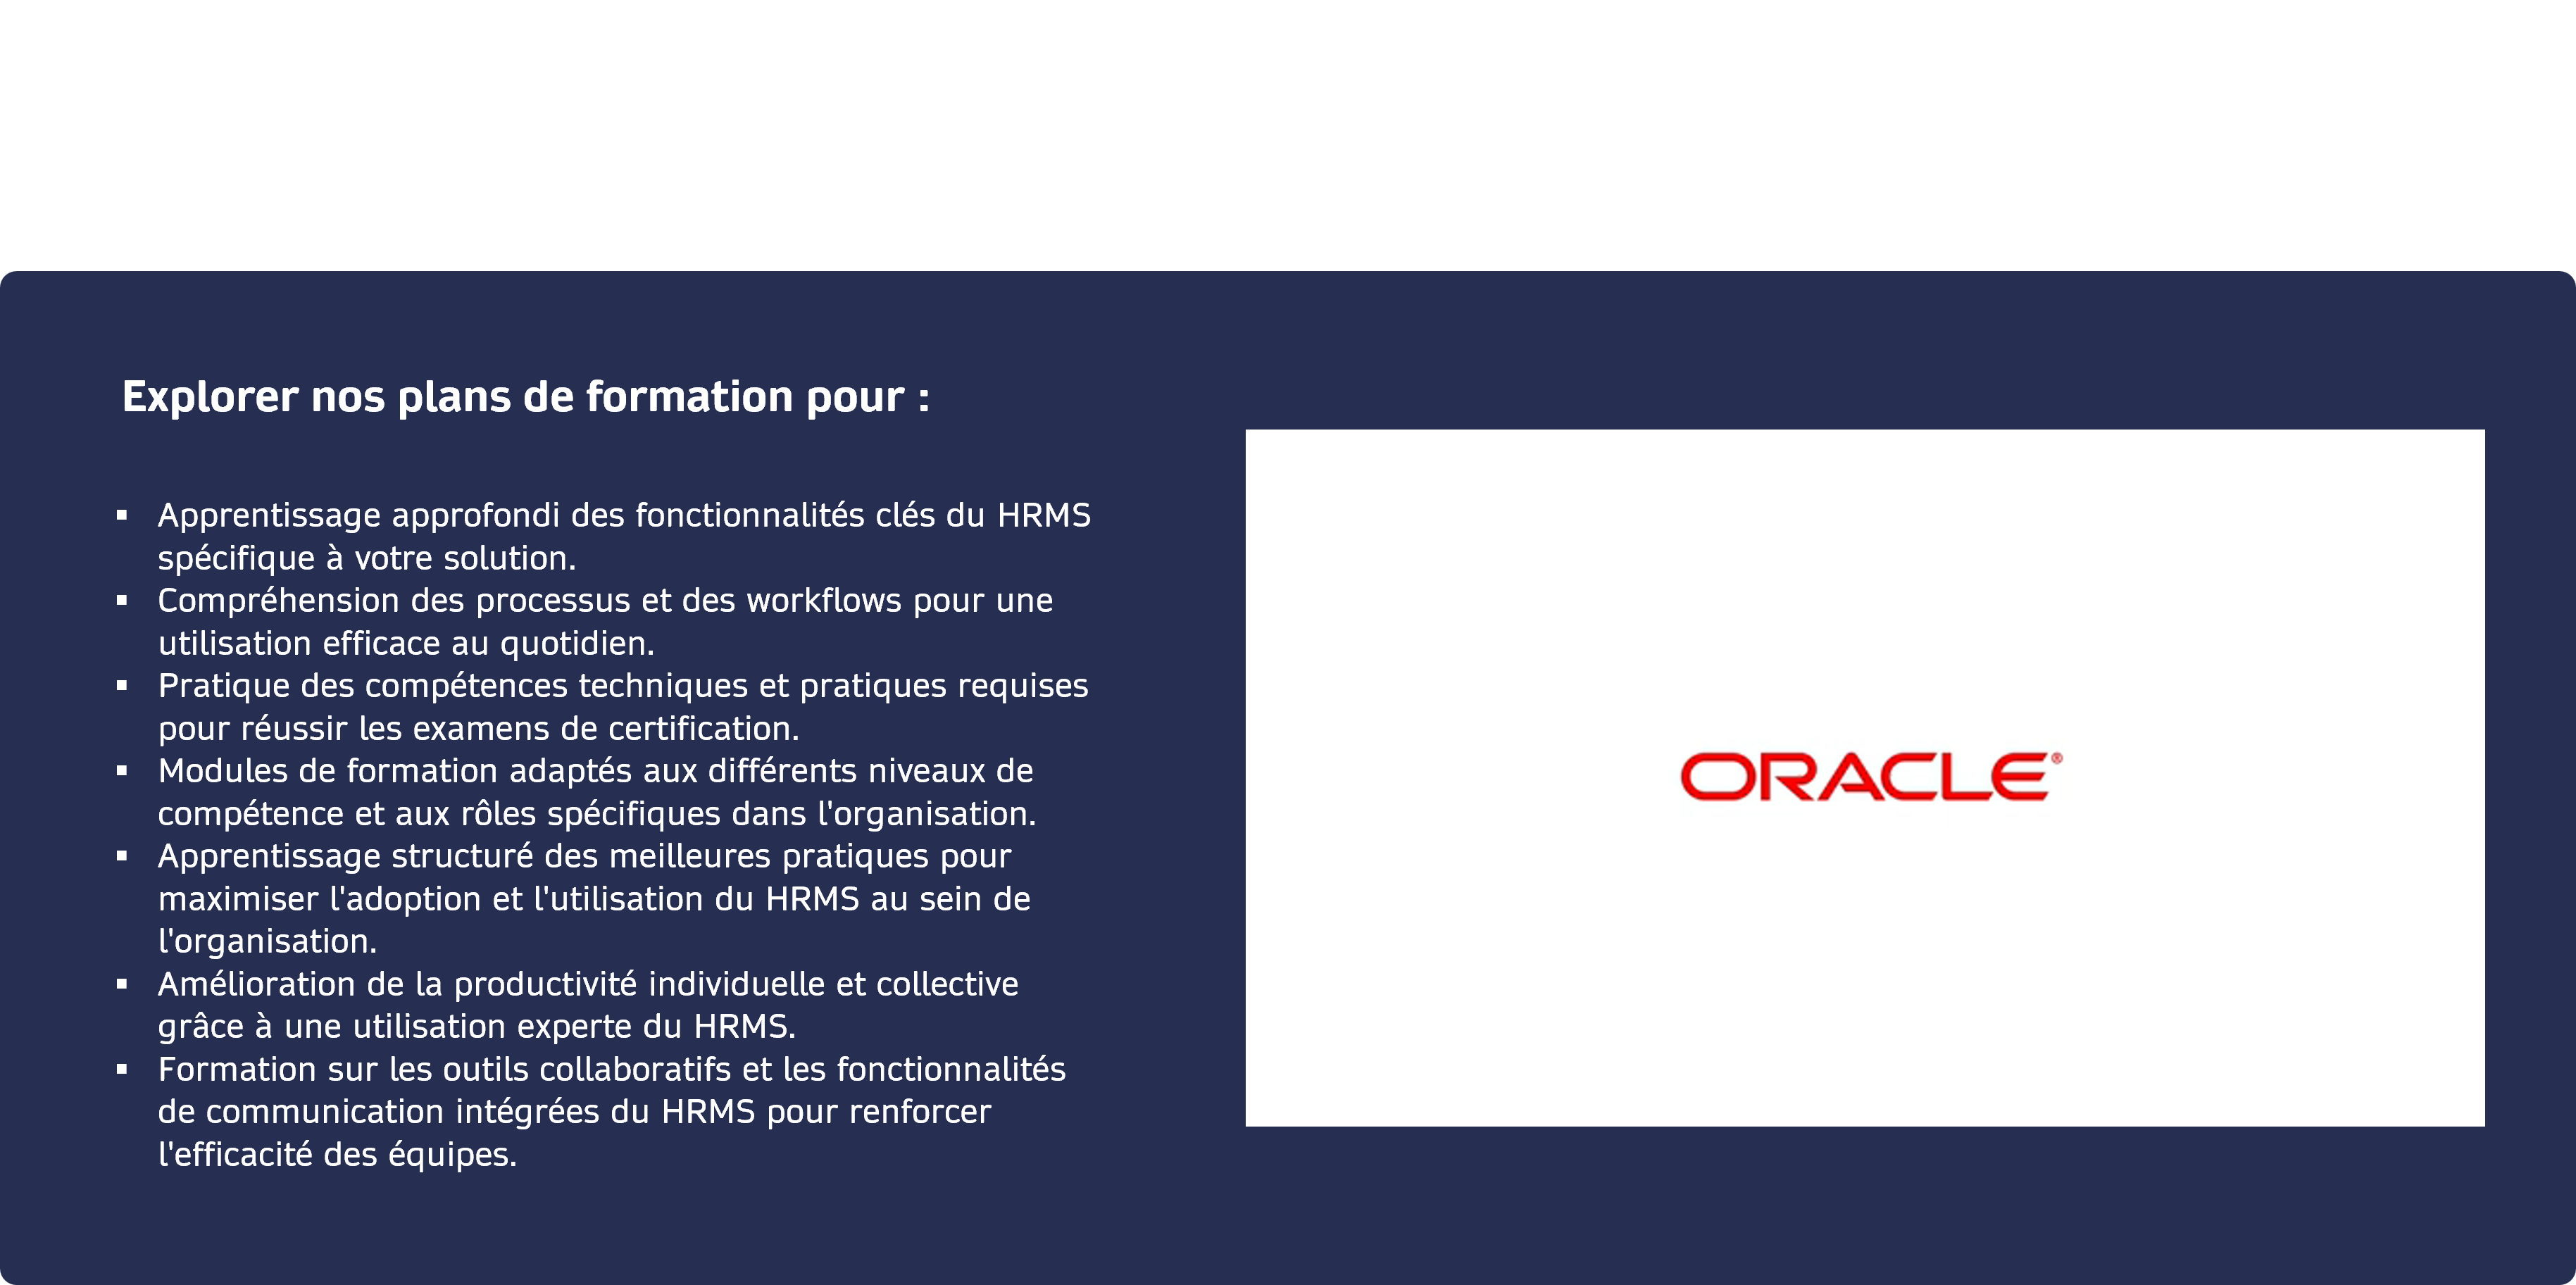 Explorer nos plans de formation pour :
▪ Apprentissage approfondi des fonctionnalités clés du HRMS
spécifique à votre solution.
▪ Compréhension des processus et des workflows pour une
utilisation efficace au quotidien.
▪ Pratique des compétences techniques et pratiques requises
pour réussir les examens de certification.
▪ Modules de formation adaptés aux différents niveaux de
compétence et aux rôles spécifiques dans l'organisation.
▪ Apprentissage structuré des meilleures pratiques pour
maximiser l'adoption et l'utilisation du HRMS au sein de
l'organisation.
▪ Amélioration de la productivité individuelle et collective
grâce à une utilisation experte du HRMS.
▪ Formation sur les outils collaboratifs et les fonctionnalités
de communication intégrées du HRMS pour renforcer
l'efficacité des équipes.
ORACLE®